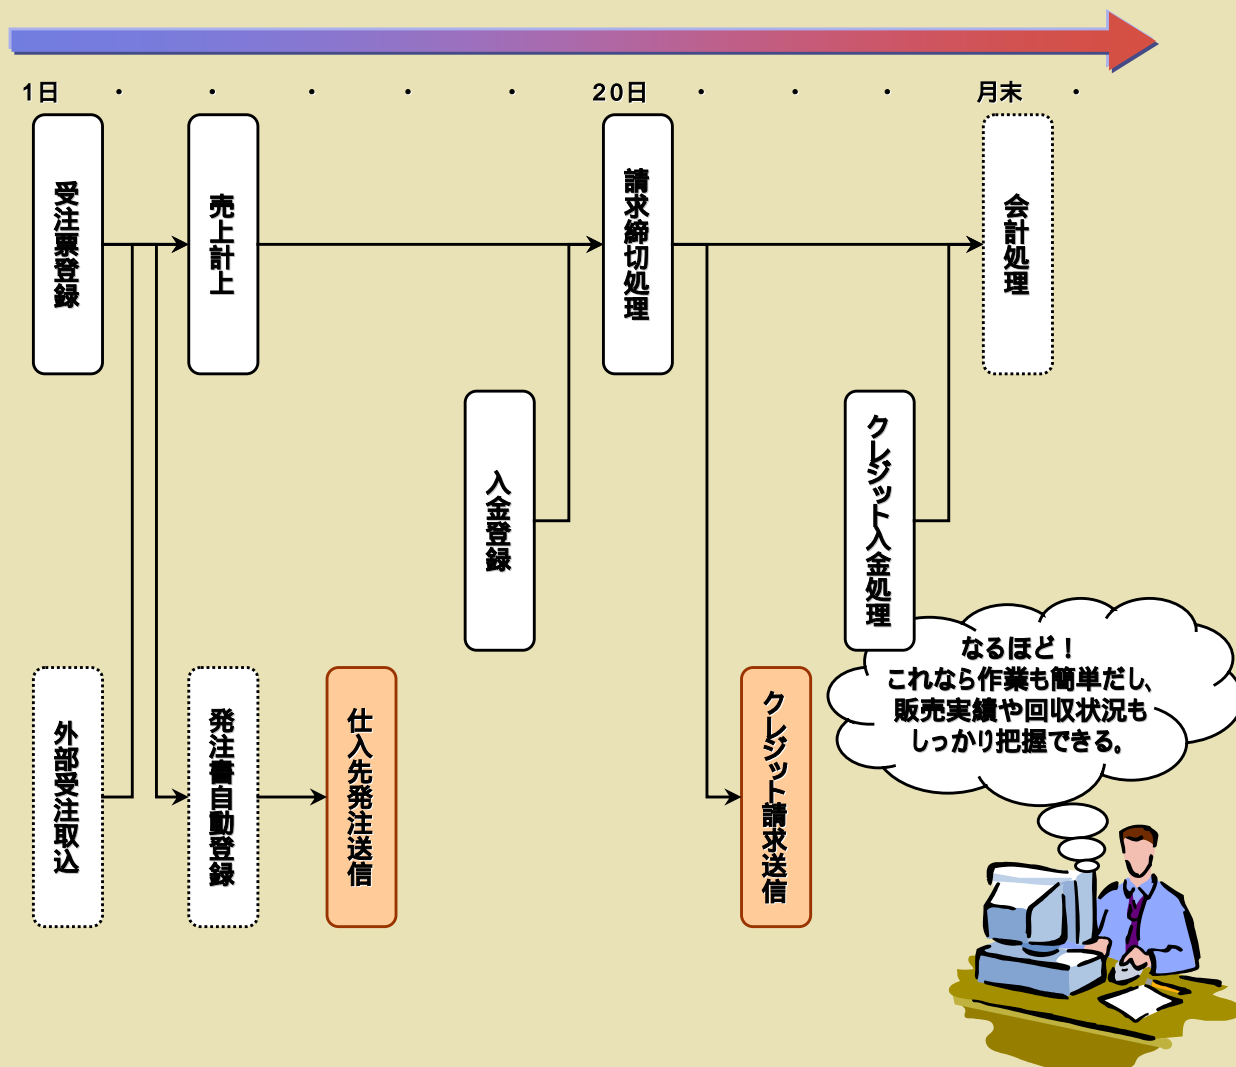 1日 ・ ・ ・ ・ ・ 20日 ・ ・ ・ 月末 ・
受注票登録
売上計上
請求締切処理
会計処理
入金登録
クレジット入金処理
外部受注取込
発注書自動登録
仕入先発注送信
クレジット請求送信
なるほど！
これなら作業も簡単だし、
販売実績や回収状況も
しっかり把握できる。